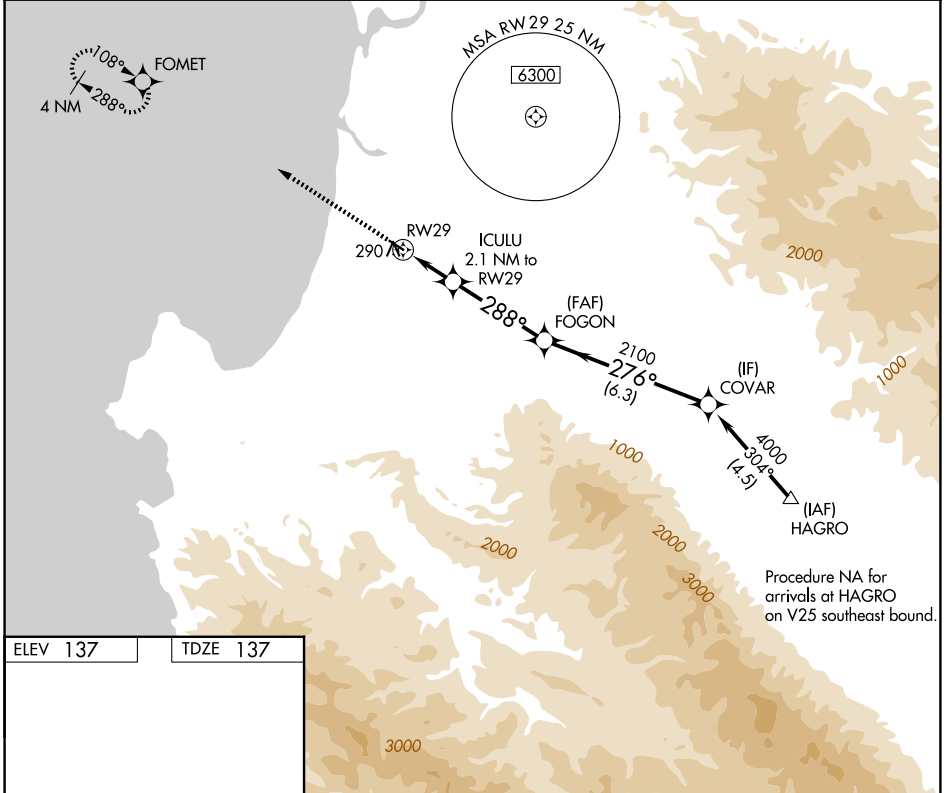 MSA RW29 25 NM
6300
108°
FOMET
288°
4 NM
RW29
290
ICULU
2.1 NM to
RW29
288°
(FAF)
FOGON
2100
276°
(6.3)
(IF)
COVAR
4000
304°
(4.5)
(IAF)
HAGRO
2000
1000
1000
2000
2000
3000
3000
Procedure NA for
arrivals at HAGRO
on V25 southeast bound.
ELEV 137
TDZE 137